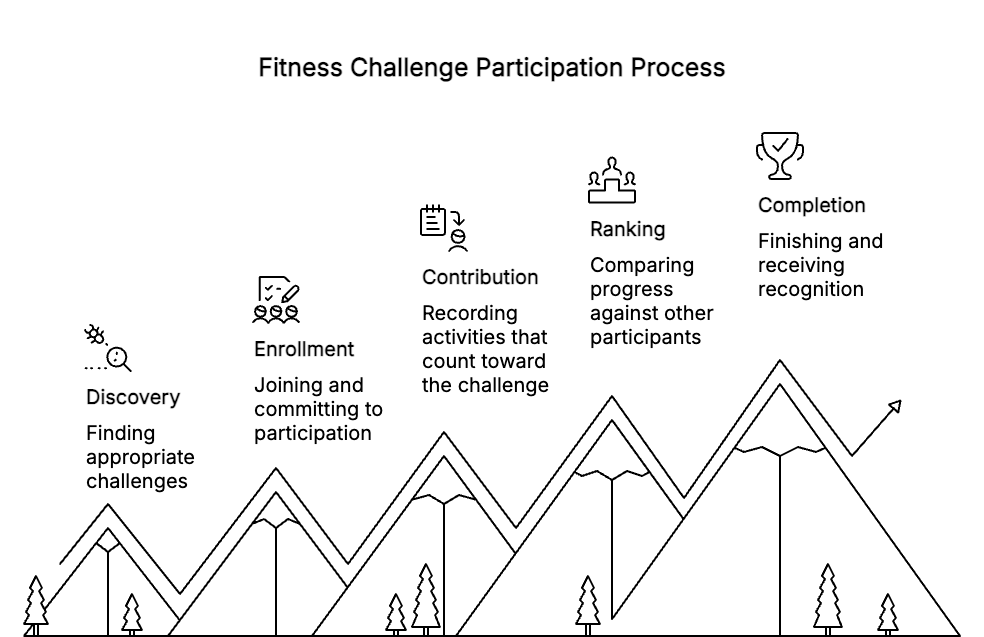 Fitness Challenge Participation Process
Discovery
Finding
appropriate
challenges
Enrollment
Joining and
committing to
participation
Contribution
Recording
activities that
count toward
the challenge
Ranking
Comparing
progress
against other
participants
Completion
Finishing and
receiving
recognition